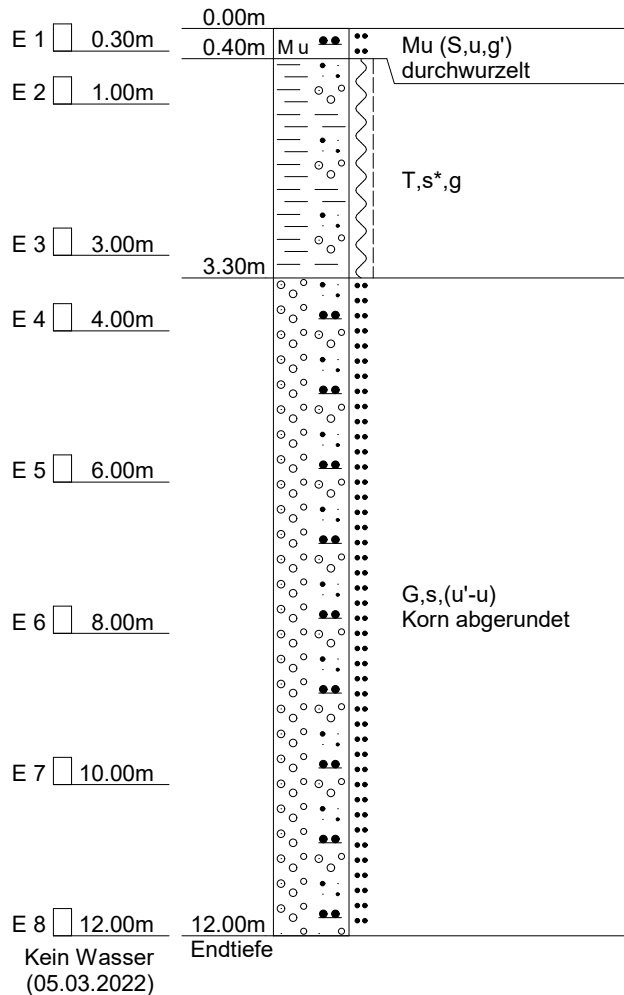 0.00m
E 1 0.30m
0.40m
Mu
Mu (S,u,g')
durchwurzelt
E 2 1.00m
T,s*,g
E 3 3.00m
3.30m
E 4 4.00m
E 5 6.00m
G,s,(u'-u)
Korn abgerundet
E 6 8.00m
E 7 10.00m
E 8 12.00m
12.00m
Endtiefe
Kein Wasser
(05.03.2022)